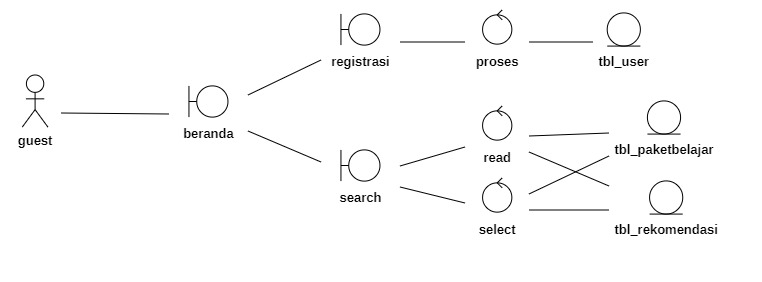 registrasi
proses
tbl_user
guest
beranda
read
tbl_paketbelajar
search
select
tbl_rekomendasi